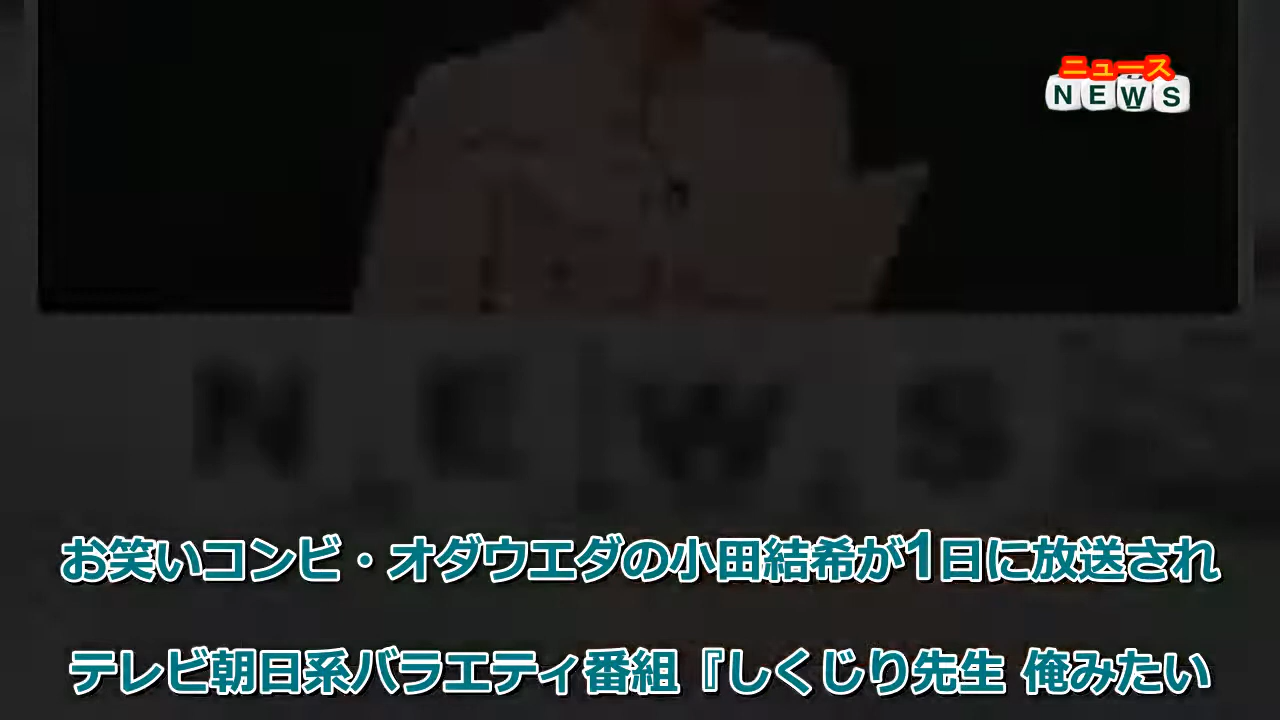 ニュース
NEWS
NEWS
お笑いコンビ・オダウエダの小田結希が1日に放送され
テレビ朝日系バラエティ番組『しくじり先生 俺みたい